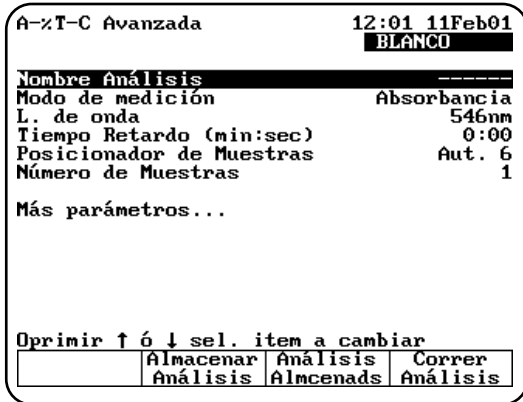 A-%T-C Avanzada 12:01 11Feb01
BLANCO
Nombre Análisis ------
Modo de medición Absorbancia
L. de onda 546nm
Tiempo Retardo (min:sec) 0:00
Posicionador de Muestras Aut. 6
Número de Muestras 1
Más parámetros...
Oprimir ↑ ó ↓ sel. item a cambiar
Almacenar Análisis Correr
Análisis Almcenads Análisis